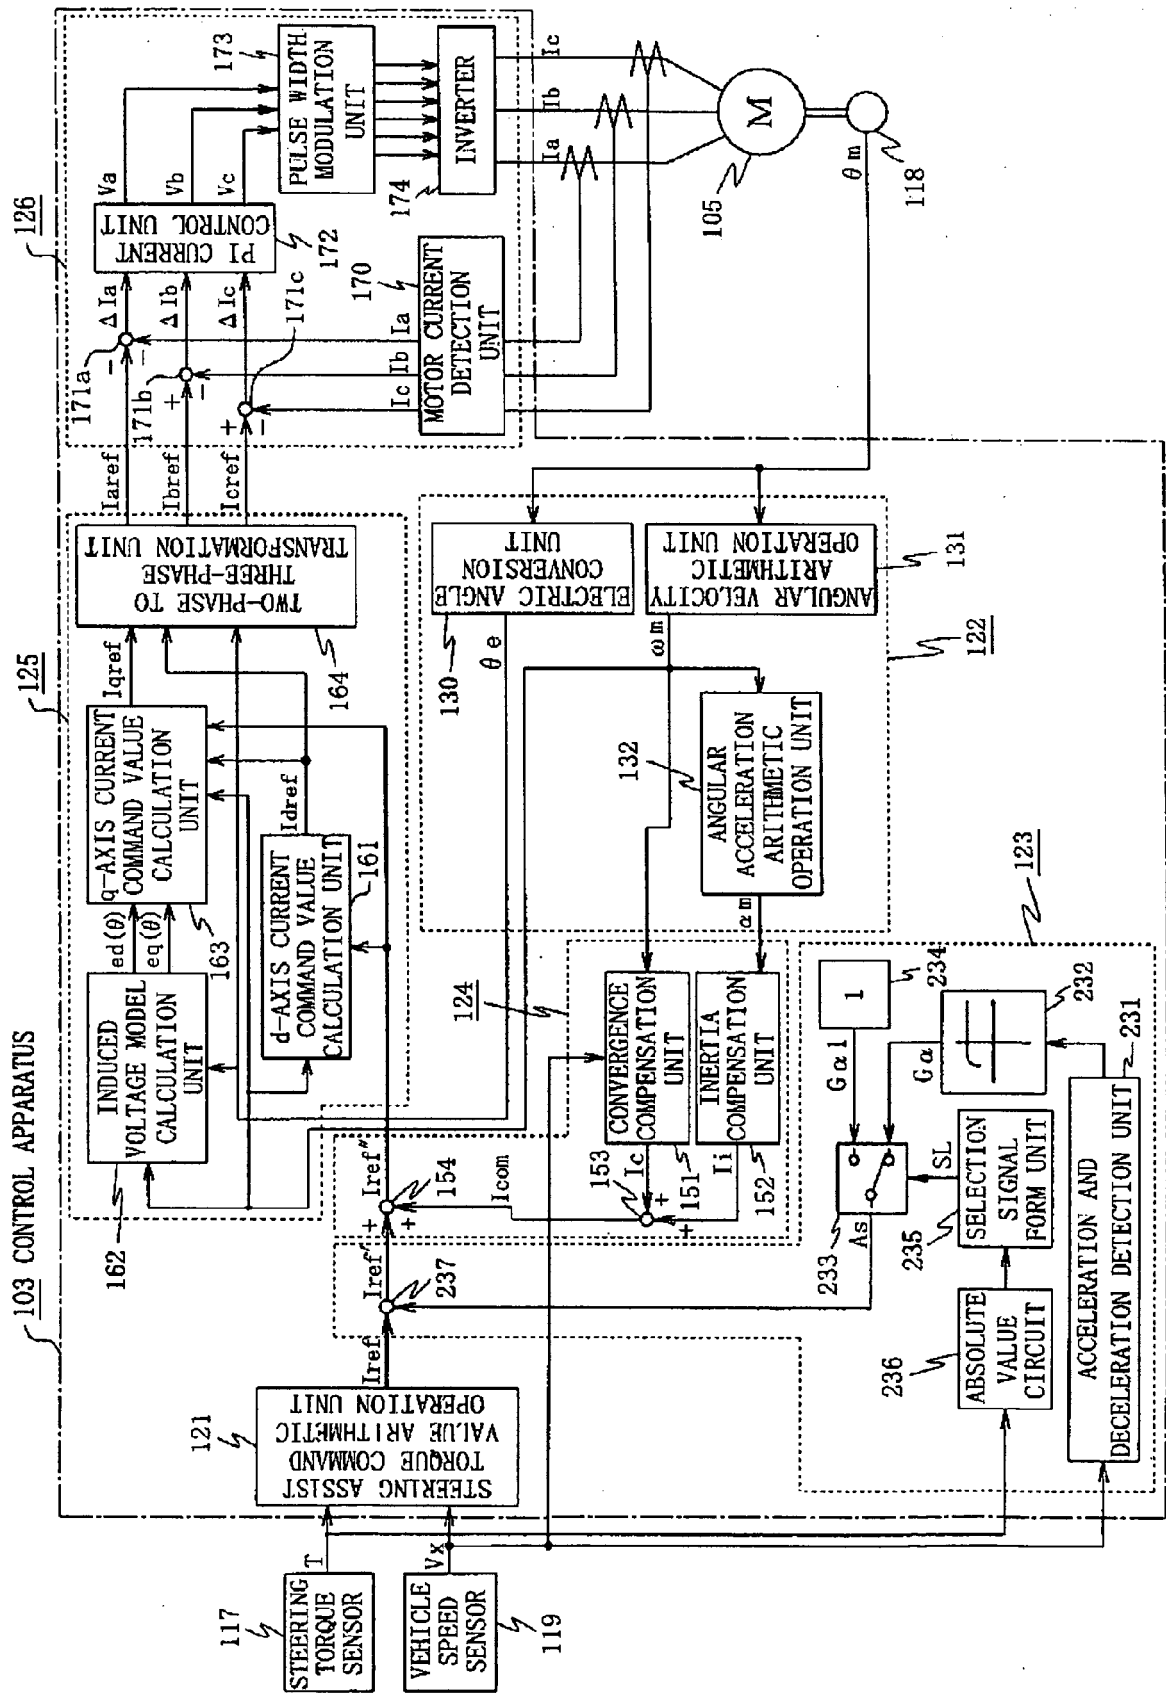 103 CONTROL APPARATUS
117
STEERING
TORQUE
SENSOR
T
VEHICLE
SPEED
SENSOR
119
Vx
121
STEERING ASSIST
TORQUE COMMAND
VALUE ARITHMETIC
OPERATION UNIT
Iref
237
Iref'
+
+
154
Iref"
Icom
125
162
INDUCED
VOLTAGE MODEL
CALCULATION
UNIT
ed(θ)
eq(θ)
163
q-AXIS CURRENT
COMMAND VALUE
CALCULATION
UNIT
Iqref
d-AXIS CURRENT
COMMAND VALUE
CALCULATION UNIT
161
Idref
164
TWO-PHASE TO
THREE-PHASE
TRANSFORMATION UNIT
Iaref
Ibref
Icref
126
171a
171b
171c
-
-
+
-
+
-
ΔIa
ΔIb
ΔIc
PI CURRENT
CONTROL UNIT
172
Va
Vb
Vc
173
PULSE WIDTH
MODULATION
UNIT
174
INVERTER
Ia
Ib
Ic
170
MOTOR CURRENT
DETECTION
UNIT
Ia
Ib
Ic
M
105
118
θm
122
130
ELECTRIC ANGLE
CONVERSION
UNIT
θe
ANGULAR VELOCITY
ARITHMETIC
OPERATION UNIT
131
ωm
132
ANGULAR
ACCELERATION
ARITHMETIC
OPERATION UNIT
αm
124
CONVERGENCE
COMPENSATION
UNIT
151
INERTIA
COMPENSATION
UNIT
152
153
Ic
Ii
+
+
123
1
234
Gα1
Gα
232
233
As
SL
235
SELECTION
SIGNAL
FORM UNIT
236
ABSOLUTE
VALUE
CIRCUIT
ACCELERATION AND
DECELERATION DETECTION UNIT
231